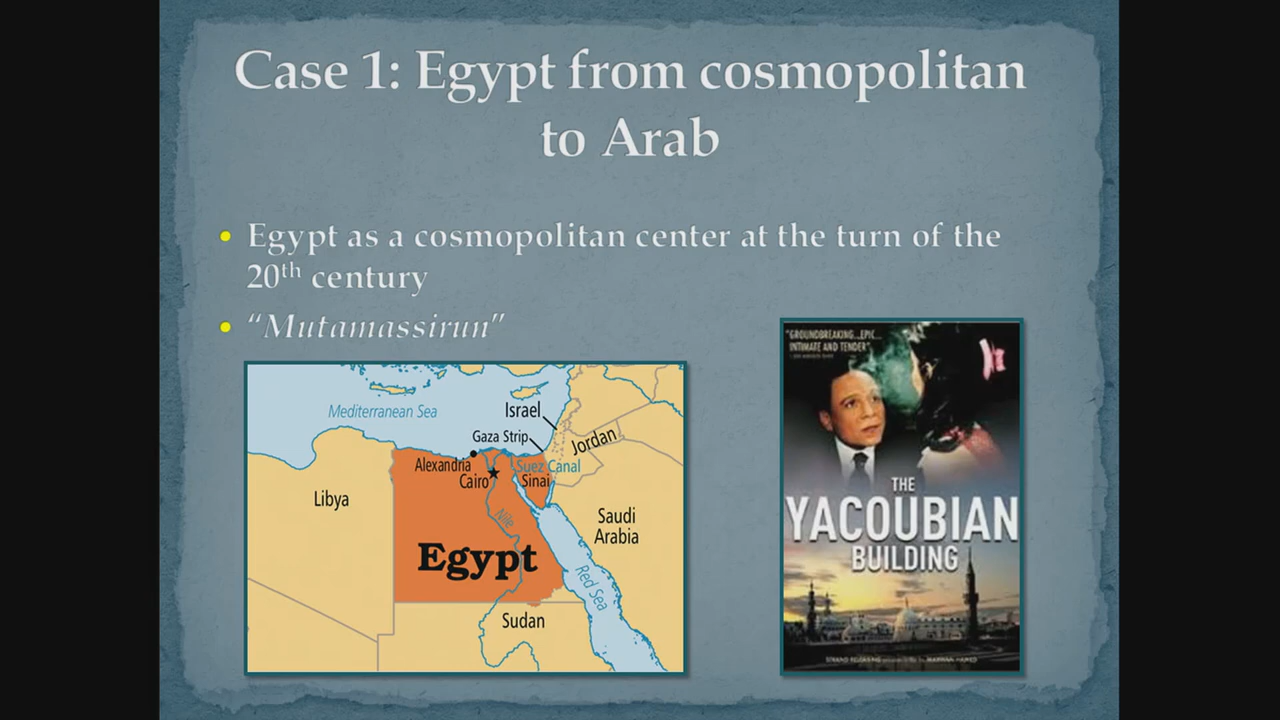 Case 1: Egypt from cosmopolitan
to Arab
• Egypt as a cosmopolitan center at the turn of the
20th century
• “Mutamassirun”
Mediterranean Sea
Israel
Gaza Strip
Jordan
Alexandria
Suez Canal
Cairo
Sinai
Libya
Nile
Saudi
Arabia
Egypt
Red Sea
Sudan
"GROUNDBREAKING...EPIC...
INTIMATE AND TENDER"
THE
YACOUBIAN
BUILDING